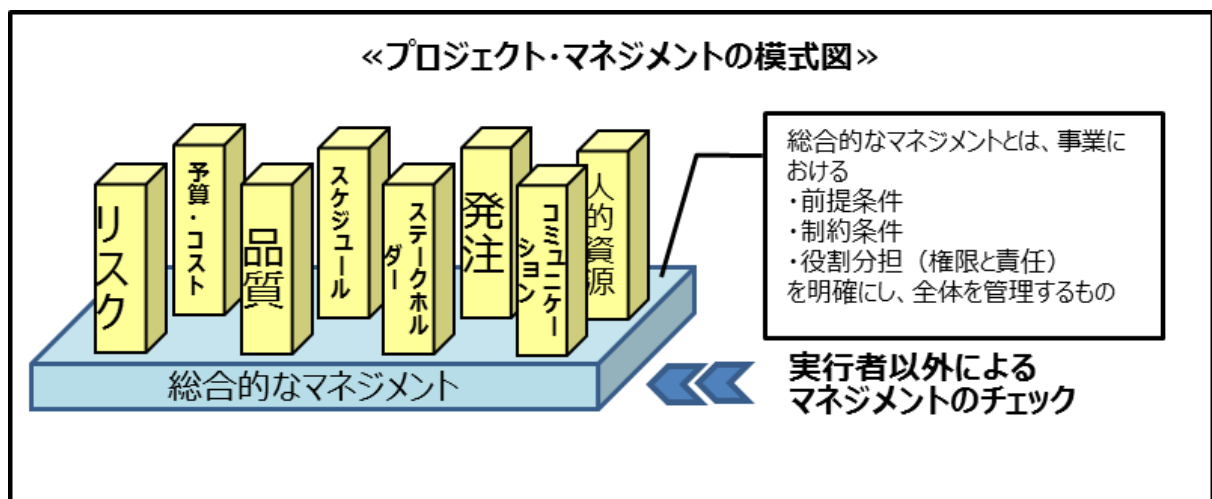 ≪プロジェクト・マネジメントの模式図≫
リスク
予算・コスト
品質
スケジュール
ステークホル
ダー
発注
コミュニケー
ション
人的資源
総合的なマネジメント
総合的なマネジメントとは、事業に
おける
・前提条件
・制約条件
・役割分担（権限と責任）
を明確にし、全体を管理するもの
実行者以外による
マネジメントのチェック